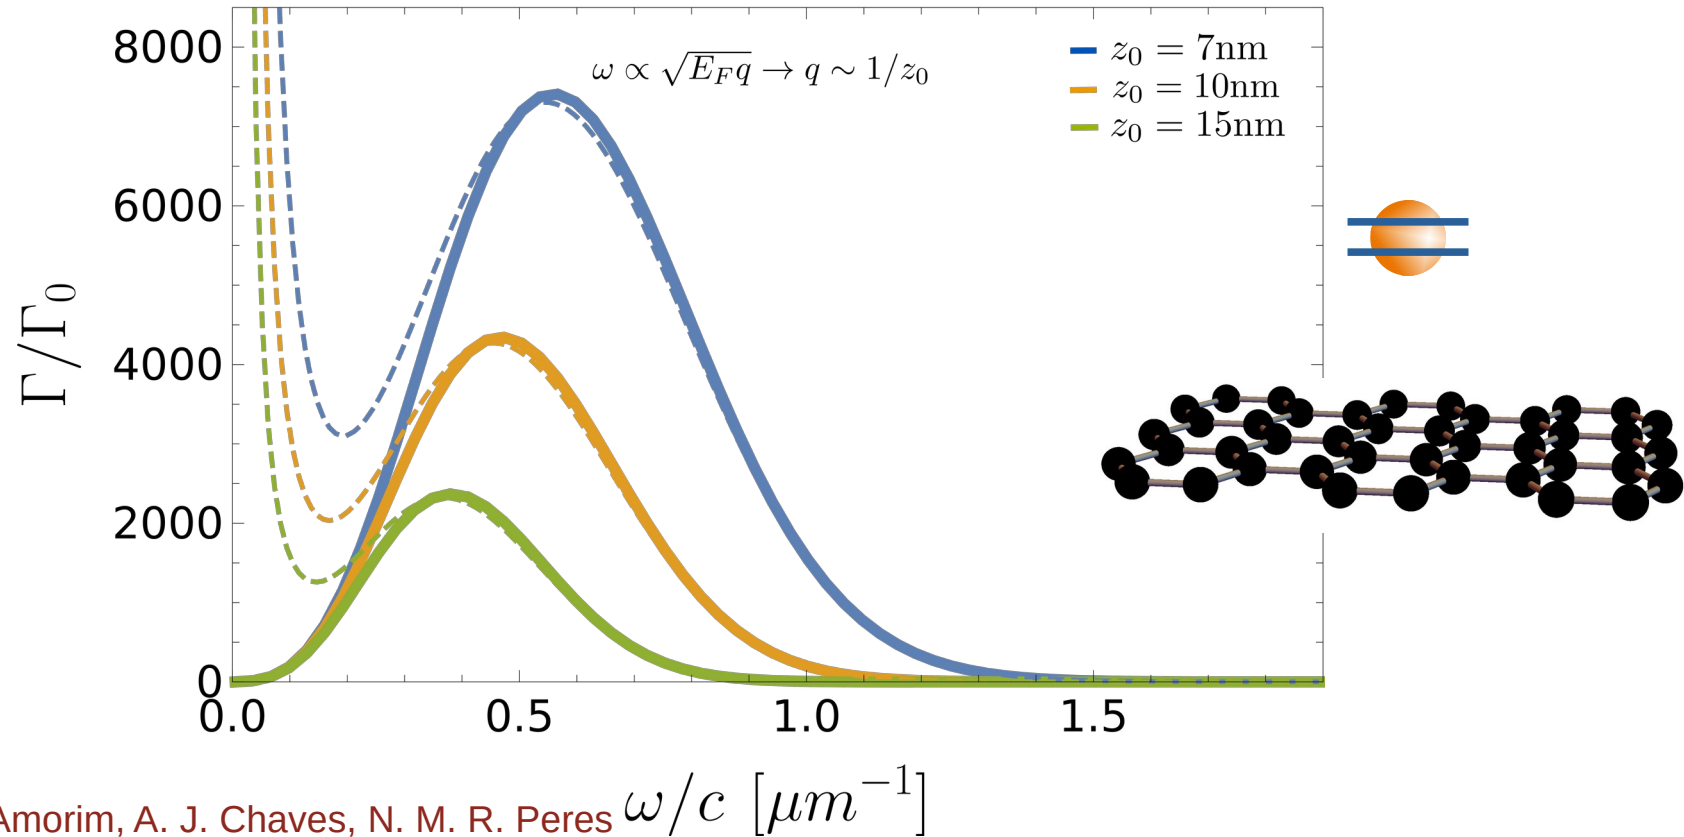 8000
6000
4000
2000
0
0.0 0.5 1.0 1.5
Γ/Γ₀
ω ∝ √(E_F q) → q ∼ 1/z₀
z₀ = 7nm
z₀ = 10nm
z₀ = 15nm
ω/c [μm⁻¹]
Amorim, A. J. Chaves, N. M. R. Peres